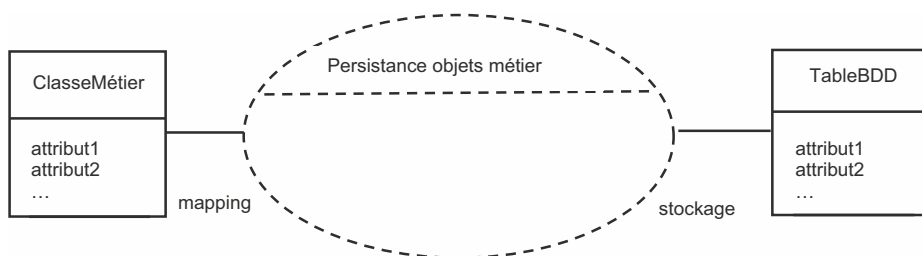 Persistance objets métier
ClasseMétier
TableBDD
attribut1
attribut2
…
attribut1
attribut2
…
mapping
stockage